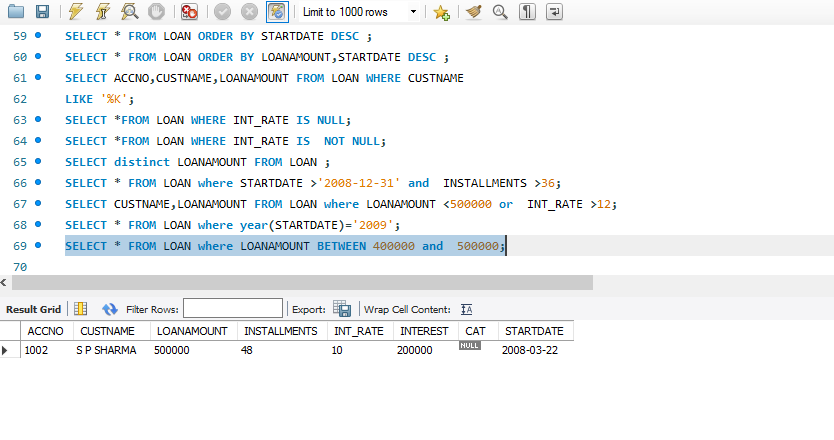 Limit to 1000 rows
59 SELECT * FROM LOAN ORDER BY STARTDATE DESC ;
60 SELECT * FROM LOAN ORDER BY LOANAMOUNT,STARTDATE DESC ;
61 SELECT ACCNO,CUSTNAME,LOANAMOUNT FROM LOAN WHERE CUSTNAME
62 LIKE '%K';
63 SELECT *FROM LOAN WHERE INT_RATE IS NULL;
64 SELECT *FROM LOAN WHERE INT_RATE IS  NOT NULL;
65 SELECT distinct LOANAMOUNT FROM LOAN ;
66 SELECT * FROM LOAN where STARTDATE >'2008-12-31' and  INSTALLMENTS >36;
67 SELECT CUSTNAME,LOANAMOUNT FROM LOAN where LOANAMOUNT <500000 or  INT_RATE >12;
68 SELECT * FROM LOAN where year(STARTDATE)='2009';
69 SELECT * FROM LOAN where LOANAMOUNT BETWEEN 400000 and  500000;
70
Result Grid Filter Rows: Export: Wrap Cell Content: IA
ACCNO CUSTNAME LOANAMOUNT INSTALLMENTS INT_RATE INTEREST CAT STARTDATE
1002 S P SHARMA 500000 48 10 200000 NULL 2008-03-22